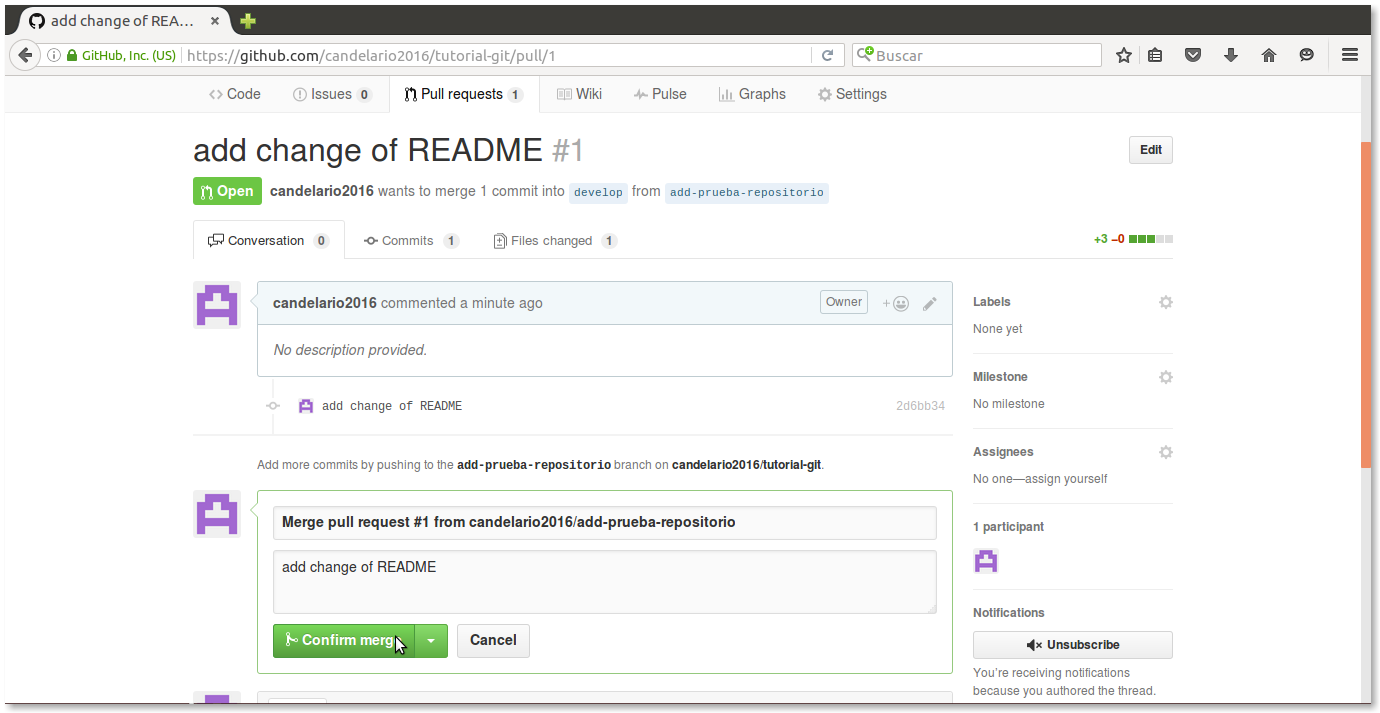 add change of REA...
GitHub, Inc. (US) https://github.com/candelario2016/tutorial-git/pull/1 Buscar
Code Issues 0 Pull requests 1 Wiki Pulse Graphs Settings
add change of README #1 Edit
Open candelario2016 wants to merge 1 commit into develop from add-prueba-repositorio
Conversation 0 Commits 1 Files changed 1 +3 −0
candelario2016 commented a minute ago Owner
No description provided.
add change of README 2d6bb34
Add more commits by pushing to the add-prueba-repositorio branch on candelario2016/tutorial-git.
Merge pull request #1 from candelario2016/add-prueba-repositorio
add change of README
Confirm merg Cancel
Labels
None yet
Milestone
No milestone
Assignees
No one—assign yourself
1 participant
Notifications
Unsubscribe
You're receiving notifications
because you authored the thread.